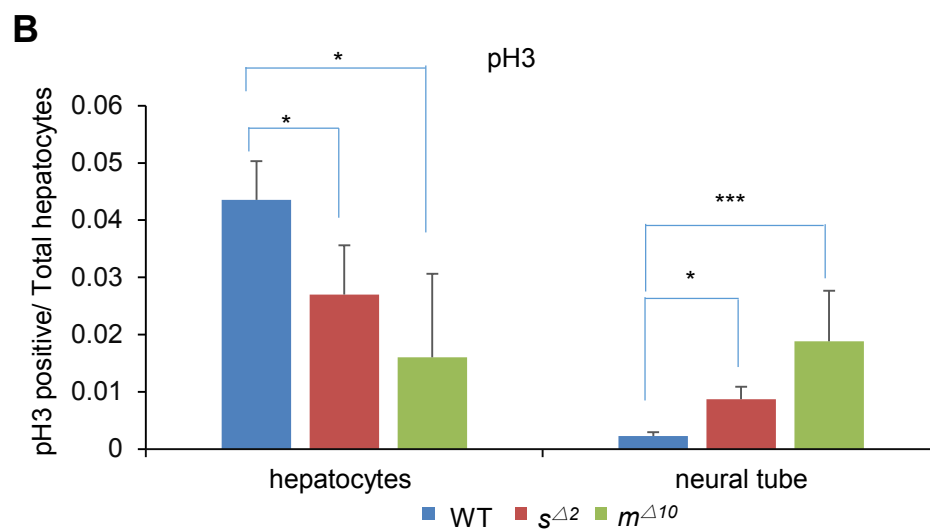 B
pH3
*
*
***
*
pH3 positive/ Total hepatocytes
0.06
0.05
0.04
0.03
0.02
0.01
0
hepatocytes neural tube
WT s△2 m△10